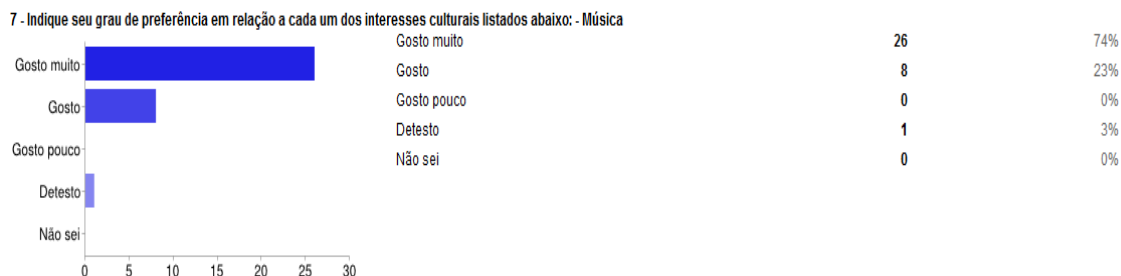 7 - Indique seu grau de preferência em relação a cada um dos interesses culturais listados abaixo: - Música
Gosto muito
Gosto
Gosto pouco
Detesto
Não sei
0 5 10 15 20 25 30
Gosto muito 26 74%
Gosto 8 23%
Gosto pouco 0 0%
Detesto 1 3%
Não sei 0 0%